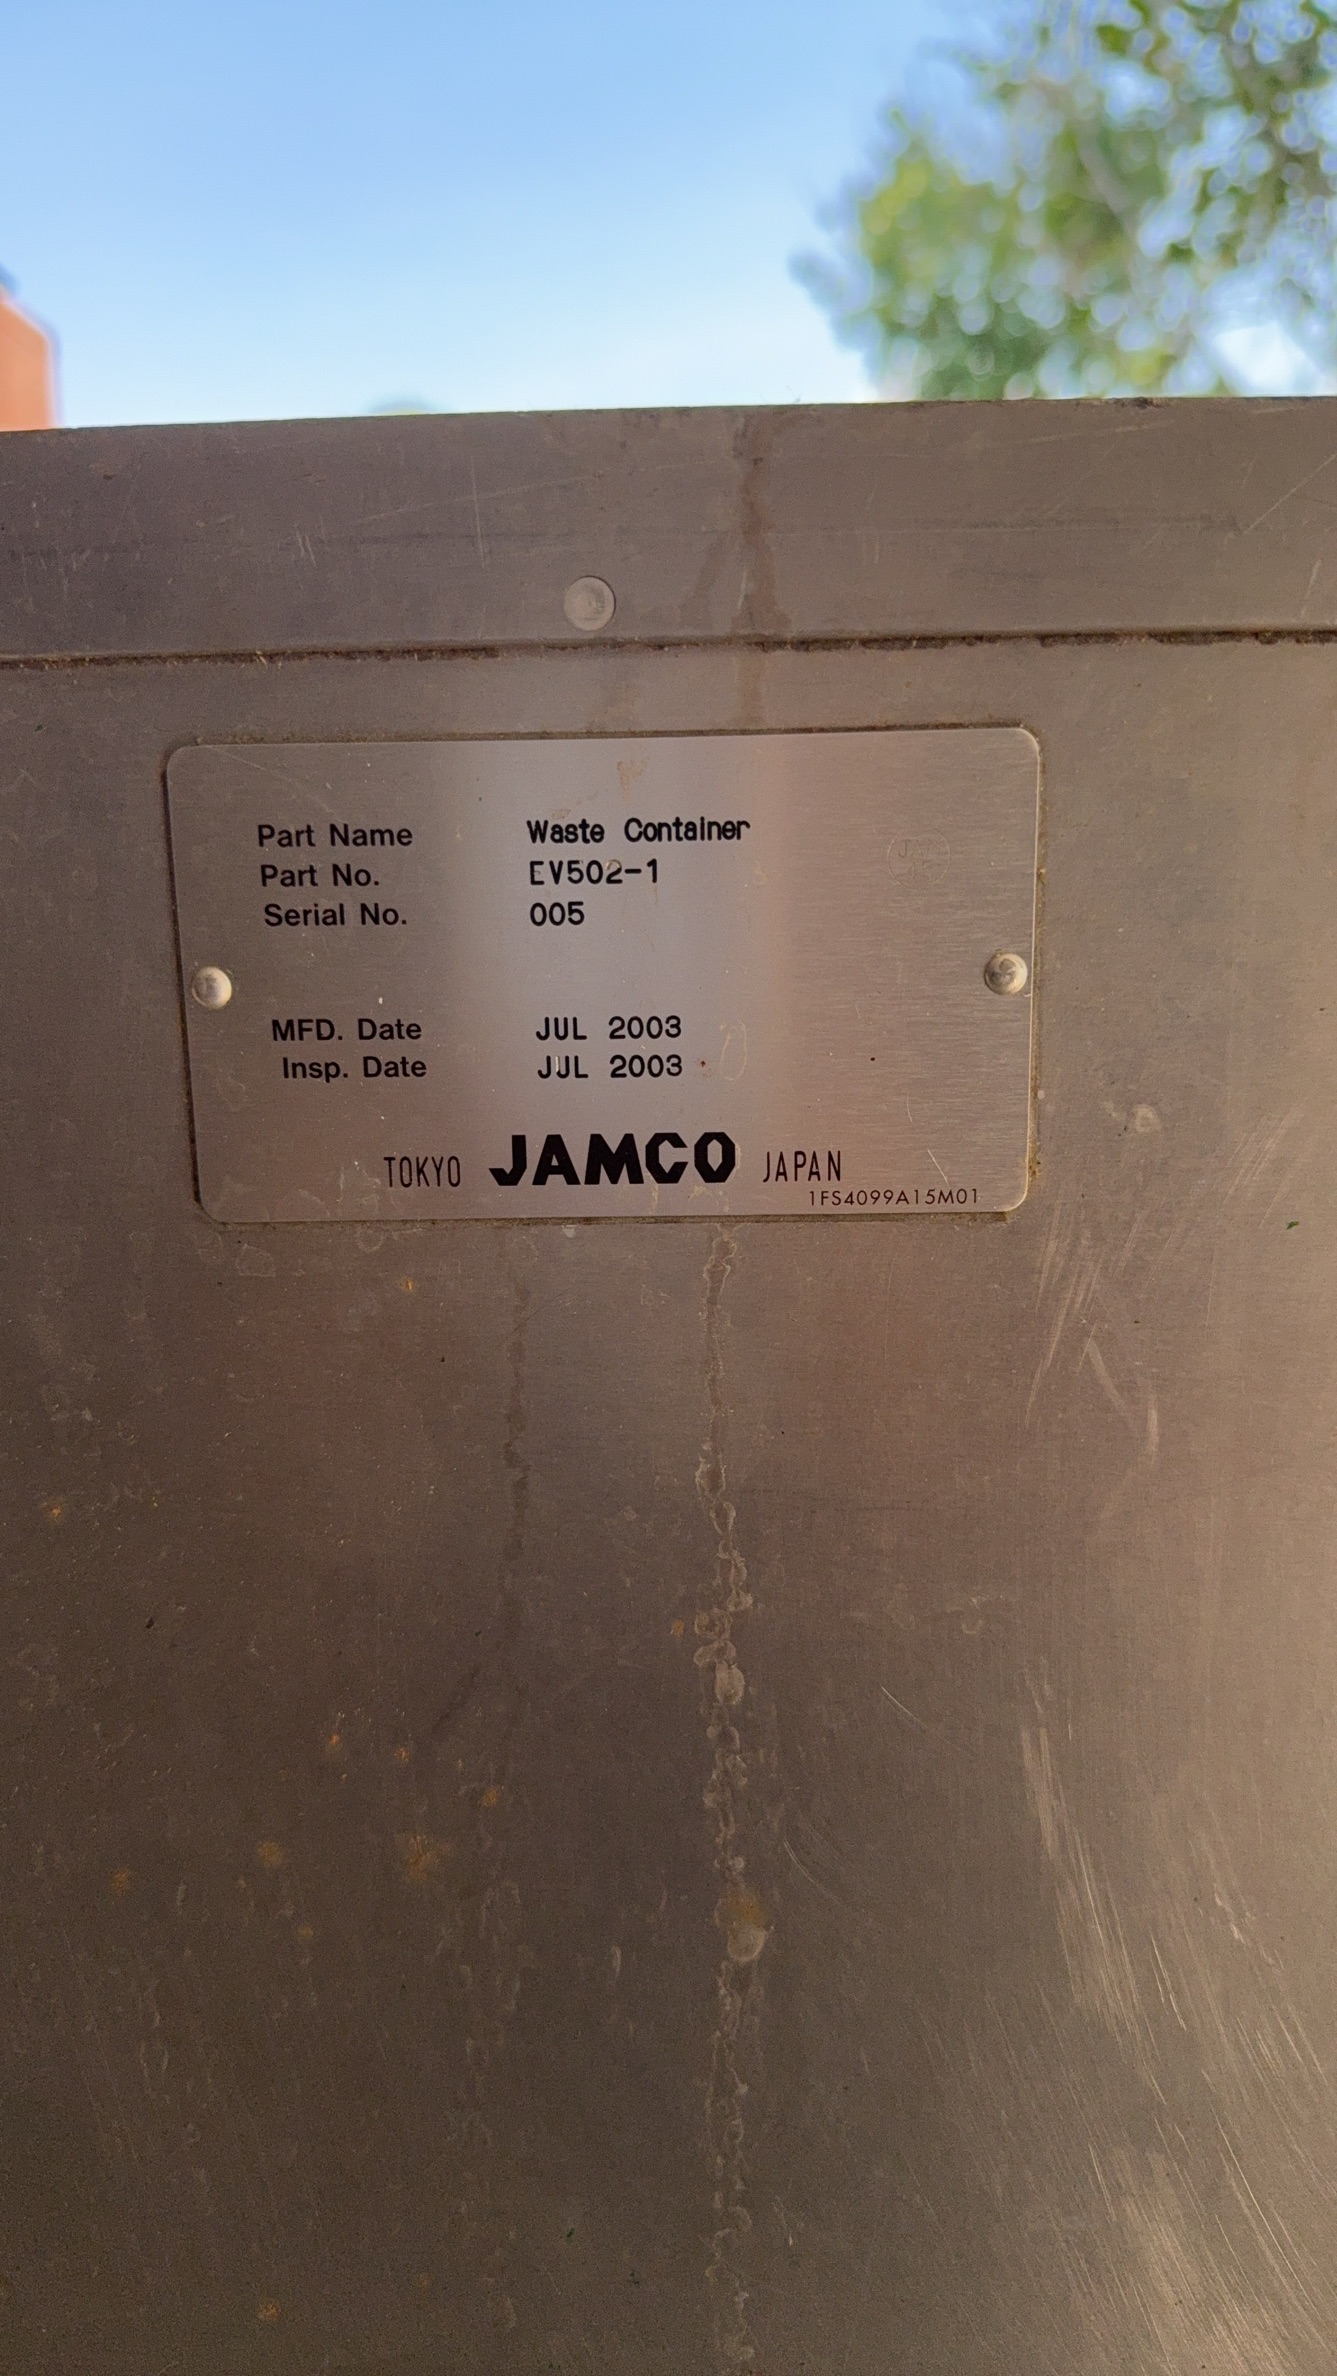 Part Name Waste Container
Part No. EV502-1
Serial No. 005
MFD. Date JUL 2003
Insp. Date JUL 2003
TOKYO JAMCO JAPAN
1FS4099A15M01